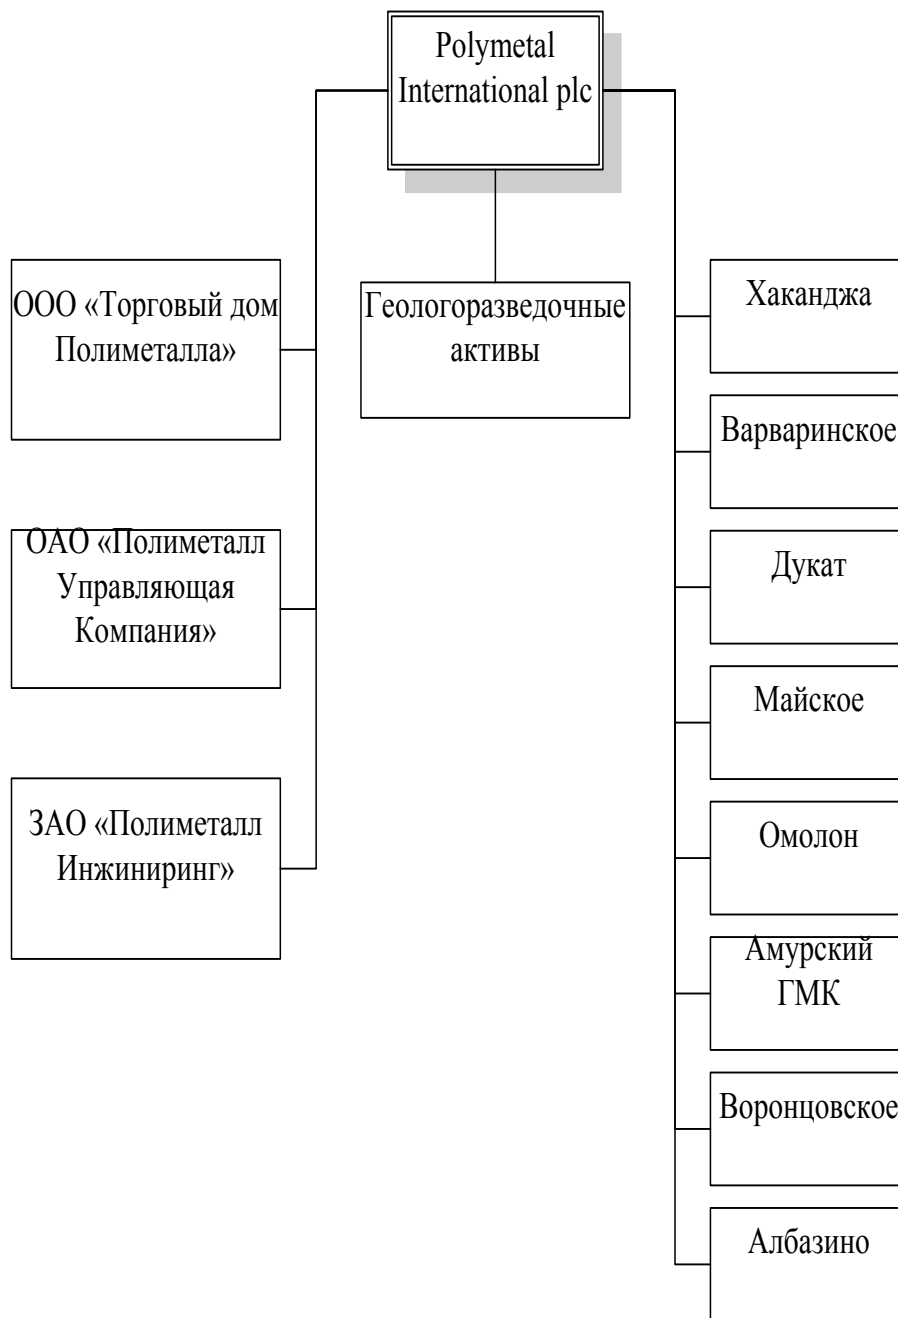 Polymetal
International plc
ООО «Торговый дом
Полиметалла»
ОАО «Полиметалл
Управляющая
Компания»
ЗАО «Полиметалл
Инжиниринг»
Геологоразведочные
активы
Хаканджа
Варваринское
Дукат
Майское
Омолон
Амурский
ГМК
Воронцовское
Албазино